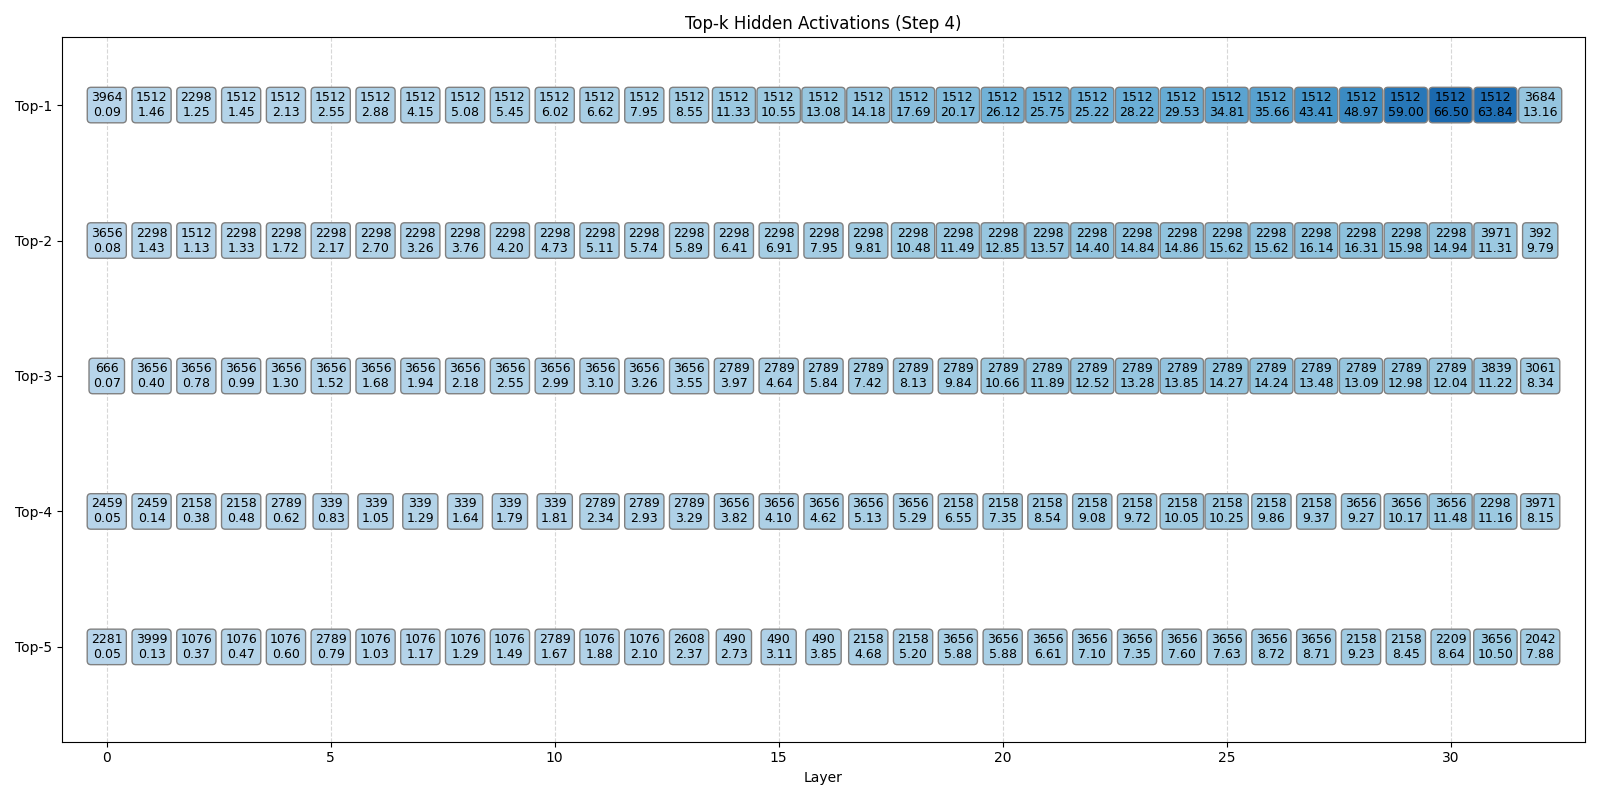 Top-k Hidden Activations (Step 4)
Top-1
3964 1512 2298 1512 1512 1512 1512 1512 1512 1512 1512 1512 1512 1512 1512 1512 1512 1512 1512 1512 1512 1512 1512 1512 1512 1512 1512 1512 1512 1512 1512 1512 3684
0.09 1.46 1.25 1.45 2.13 2.55 2.88 4.15 5.08 5.45 6.02 6.62 7.95 8.55 11.33 10.55 13.08 14.18 17.69 20.17 26.12 25.75 25.22 28.22 29.53 34.81 35.66 43.41 48.97 59.00 66.50 63.84 13.16
Top-2
3656 2298 1512 2298 2298 2298 2298 2298 2298 2298 2298 2298 2298 2298 2298 2298 2298 2298 2298 2298 2298 2298 2298 2298 2298 2298 2298 2298 2298 2298 2298 3971 392
0.08 1.43 1.13 1.33 1.72 2.17 2.70 3.26 3.76 4.20 4.73 5.11 5.74 5.89 6.41 6.91 7.95 9.81 10.48 11.49 12.85 13.57 14.40 14.84 14.86 15.62 15.62 16.14 16.31 15.98 14.94 11.31 9.79
Top-3
666 3656 3656 3656 3656 3656 3656 3656 3656 3656 3656 3656 3656 3656 2789 2789 2789 2789 2789 2789 2789 2789 2789 2789 2789 2789 2789 2789 2789 2789 2789 3839 3061
0.07 0.40 0.78 0.99 1.30 1.52 1.68 1.94 2.18 2.55 2.99 3.10 3.26 3.55 3.97 4.64 5.84 7.42 8.13 9.84 10.66 11.89 12.52 13.28 13.85 14.27 14.24 13.48 13.09 12.98 12.04 11.22 8.34
Top-4
2459 2459 2158 2158 2789 339 339 339 339 339 339 2789 2789 2789 3656 3656 3656 3656 3656 2158 2158 2158 2158 2158 2158 2158 2158 2158 3656 3656 3656 2298 3971
0.05 0.14 0.38 0.48 0.62 0.83 1.05 1.29 1.64 1.79 1.81 2.34 2.93 3.29 3.82 4.10 4.62 5.13 5.29 6.55 7.35 8.54 9.08 9.72 10.05 10.25 9.86 9.37 9.27 10.17 11.48 11.16 8.15
Top-5
2281 3999 1076 1076 1076 2789 1076 1076 1076 1076 2789 1076 1076 2608 490 490 490 2158 2158 3656 3656 3656 3656 3656 3656 3656 3656 3656 2158 2158 2209 3656 2042
0.05 0.13 0.37 0.47 0.60 0.79 1.03 1.17 1.29 1.49 1.67 1.88 2.10 2.37 2.73 3.11 3.85 4.68 5.20 5.88 5.88 6.61 7.10 7.35 7.60 7.63 8.72 8.71 9.23 8.45 8.64 10.50 7.88
0 5 10 15 20 25 30
Layer